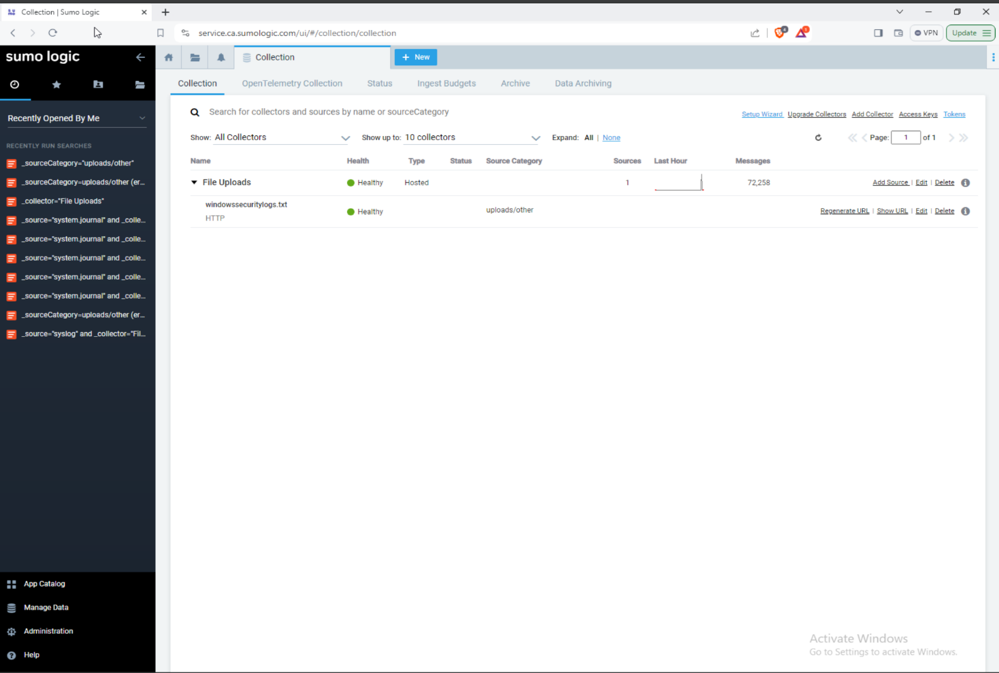 Collection | Sumo Logic
service.ca.sumologic.com/ui/#/collection/collection
4
1
VPN
Update
sumo logic
Collection
+ New
Collection
OpenTelemetry Collection
Status
Ingest Budgets
Archive
Data Archiving
Recently Opened By Me
RECENTLY RUN SEARCHES
_sourceCategory="uploads/other"
_sourceCategory=uploads/other (er...
_collector="File Uploads"
_source="system.journal" and _colle...
_source="system.journal" and _colle...
_source="system.journal" and _colle...
_source="system.journal" and _colle...
_source="system.journal" and _colle...
_sourceCategory=uploads/other (er...
_source="syslog" and _collector="Fil...
App Catalog
Manage Data
Administration
Help
Search for collectors and sources by name or sourceCategory
Setup Wizard Upgrade Collectors Add Collector Access Keys Tokens
Show: All Collectors Show up to: 10 collectors Expand: All | None Page: 1 of 1
Name Health Type Status Source Category Sources Last Hour Messages
File Uploads Healthy Hosted 1 72,258 Add Source | Edit | Delete
windowssecuritylogs.txt
HTTP
Healthy uploads/other Regenerate URL | Show URL | Edit | Delete
Activate Windows
Go to Settings to activate Windows.